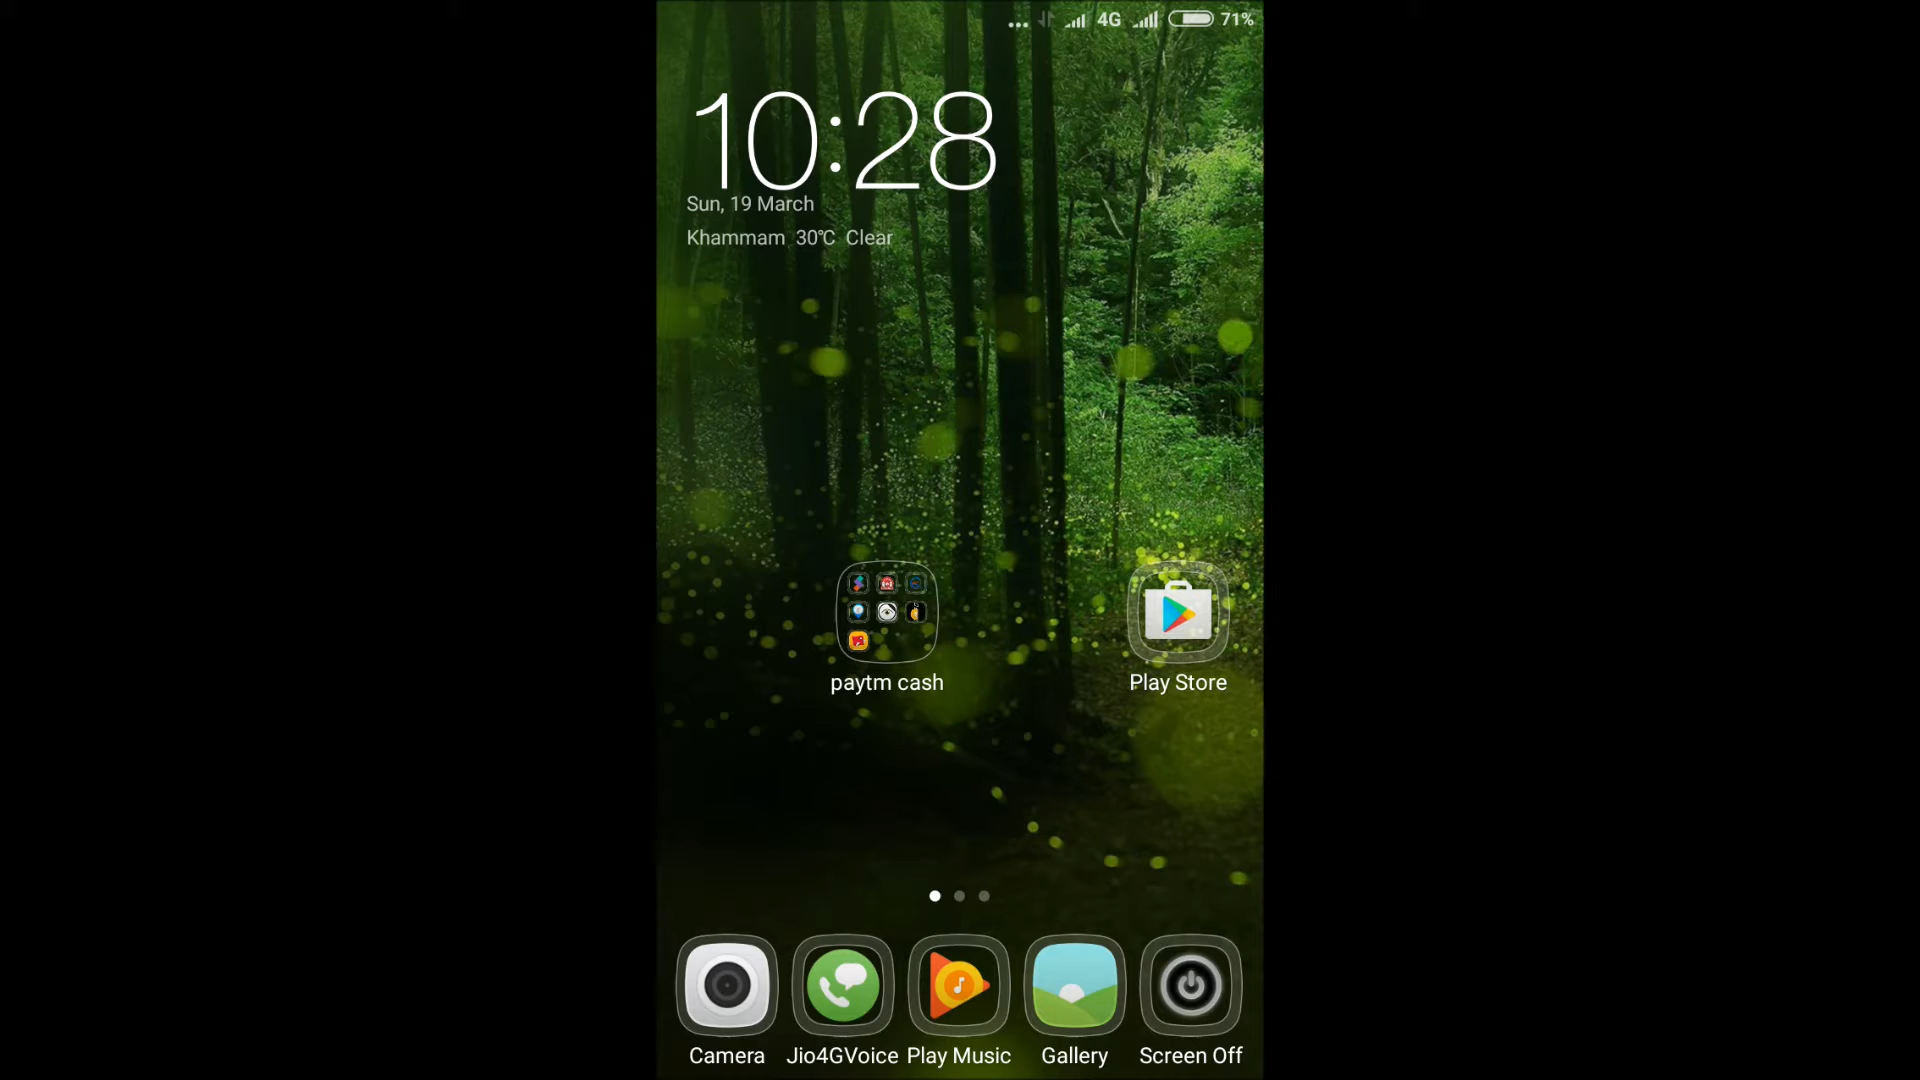 ... 4G 71%
10:28
Sun, 19 March
Khammam 30℃ Clear
paytm cash
Play Store
Camera
Jio4GVoice
Play Music
Gallery
Screen Off